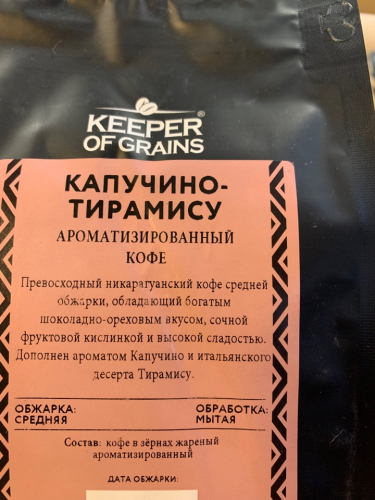 KEEPER
OF GRAINS®
КАПУЧИНО-
ТИРАМИСУ
АРОМАТИЗИРОВАННЫЙ
КОФЕ
Превосходный никарагуанский кофе средней
обжарки, обладающий богатым
шоколадно-ореховым вкусом, сочной
фруктовой кислинкой и высокой сладостью.
Дополнен ароматом Капучино и итальянского
десерта Тирамису.
ОБЖАРКА: ОБРАБОТКА:
СРЕДНЯЯ МЫТАЯ
Состав: кофе в зёрнах жареный
ароматизированный
ДАТА ОБЖАРКИ: